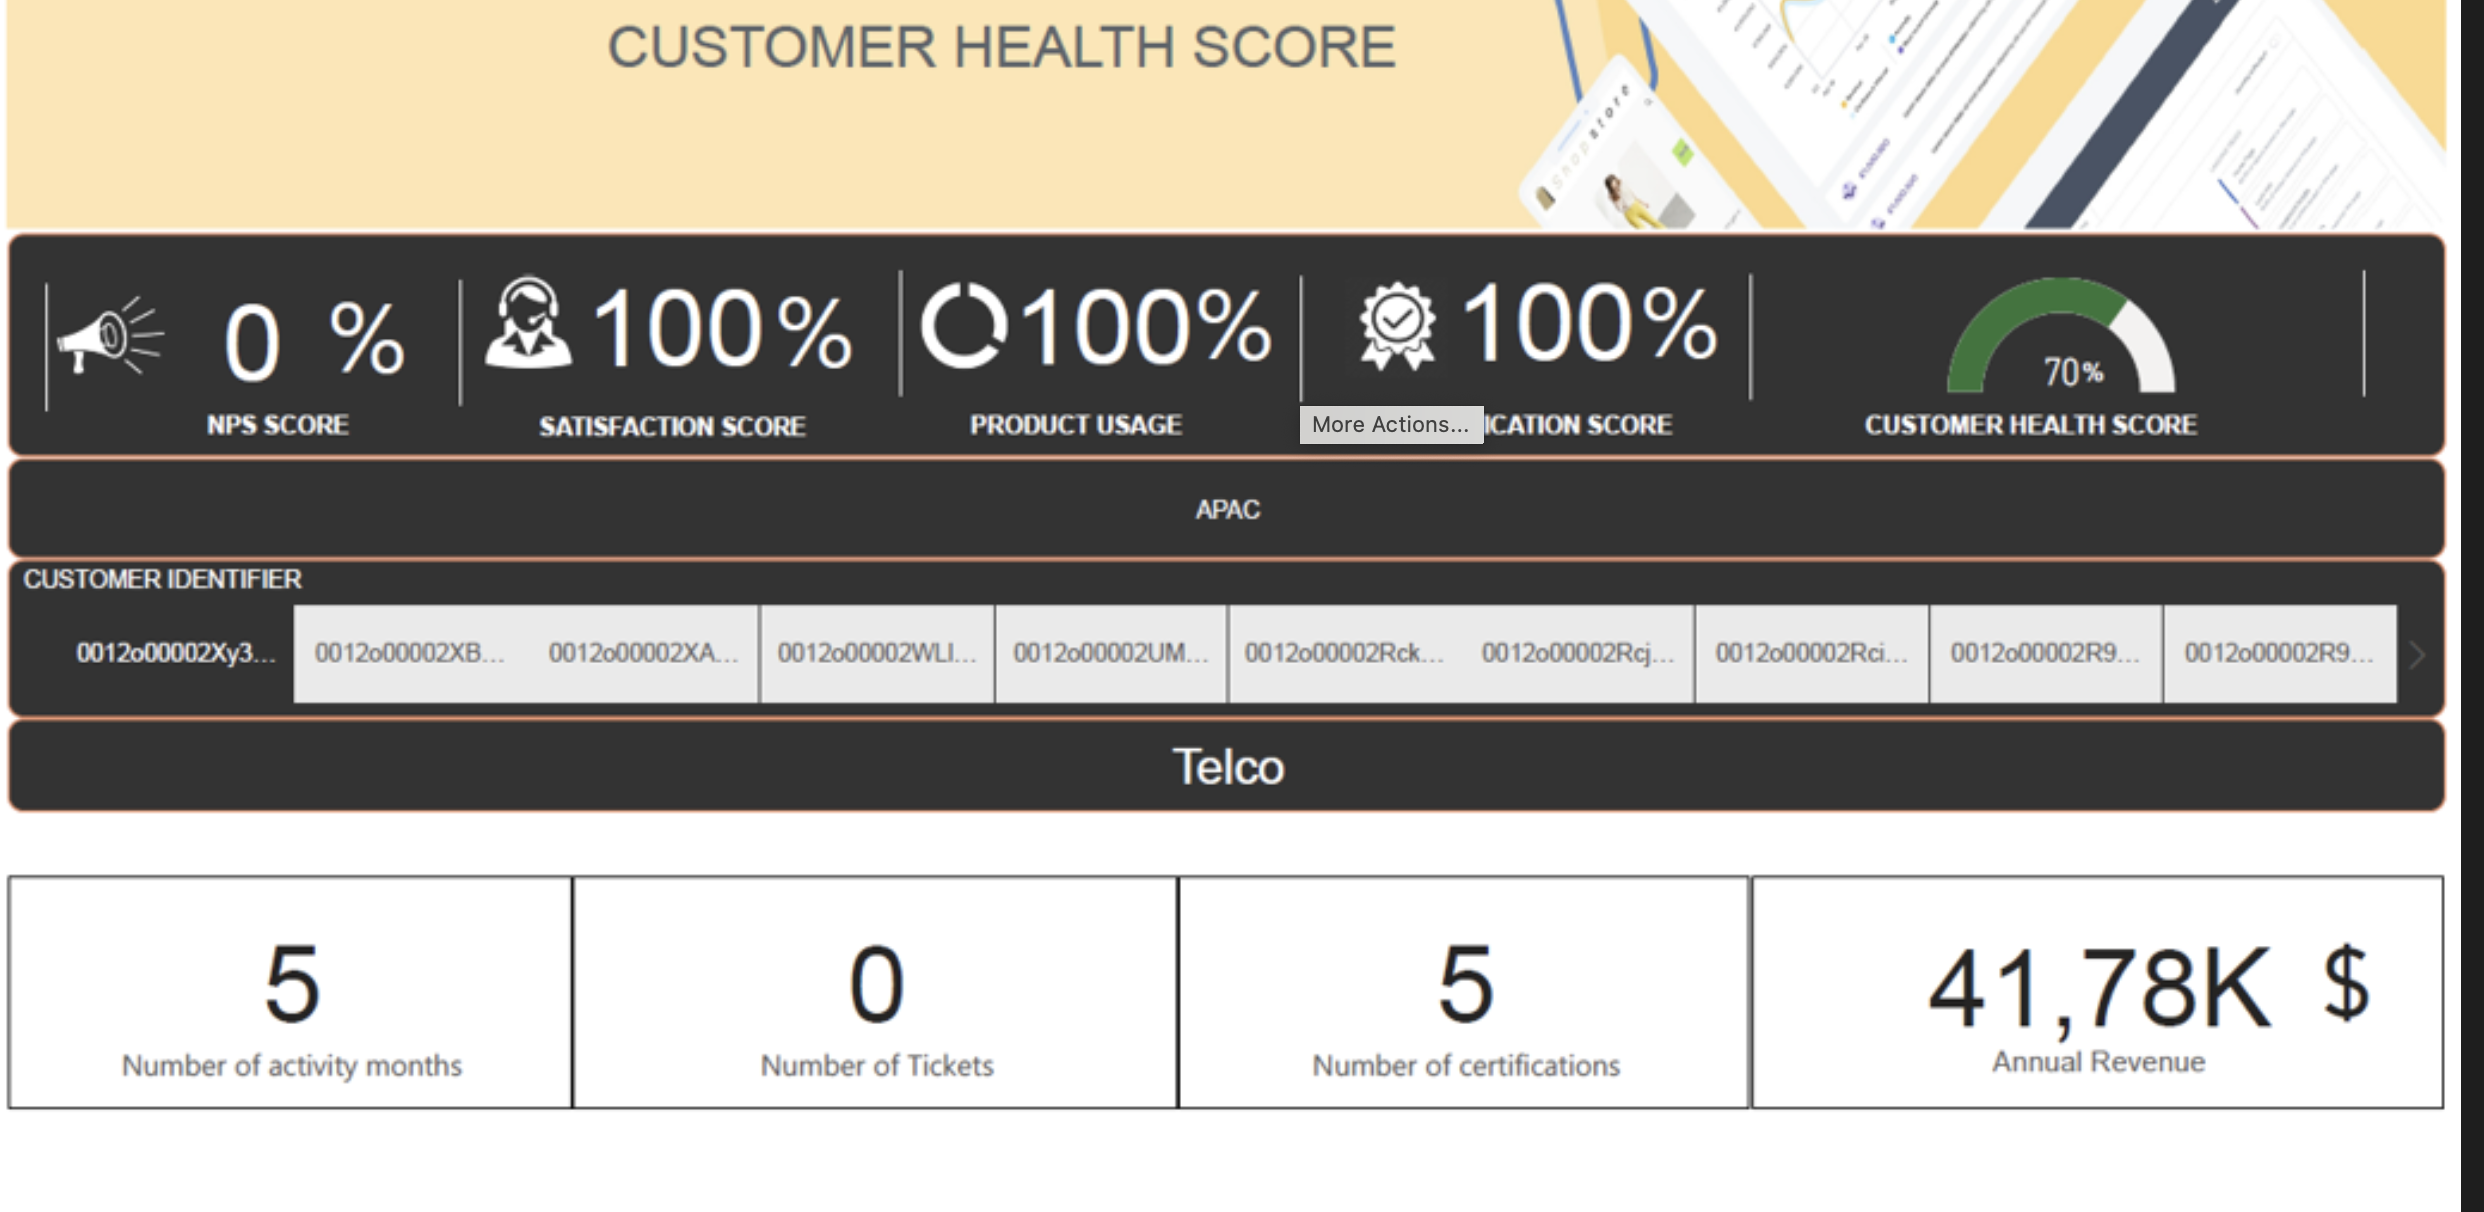 CUSTOMER HEALTH SCORE
Shopstore
0 %
100%
100%
100%
70%
NPS SCORE
SATISFACTION SCORE
PRODUCT USAGE
More Actions...
ICATION SCORE
CUSTOMER HEALTH SCORE
APAC
CUSTOMER IDENTIFIER
0012o00002Xy3...
0012o00002XB...
0012o00002XA...
0012o00002WLI...
0012o00002UM...
0012o00002Rck...
0012o00002Rcj...
0012o00002Rci...
0012o00002R9...
0012o00002R9...
Telco
5
Number of activity months
0
Number of Tickets
5
Number of certifications
41,78K $
Annual Revenue